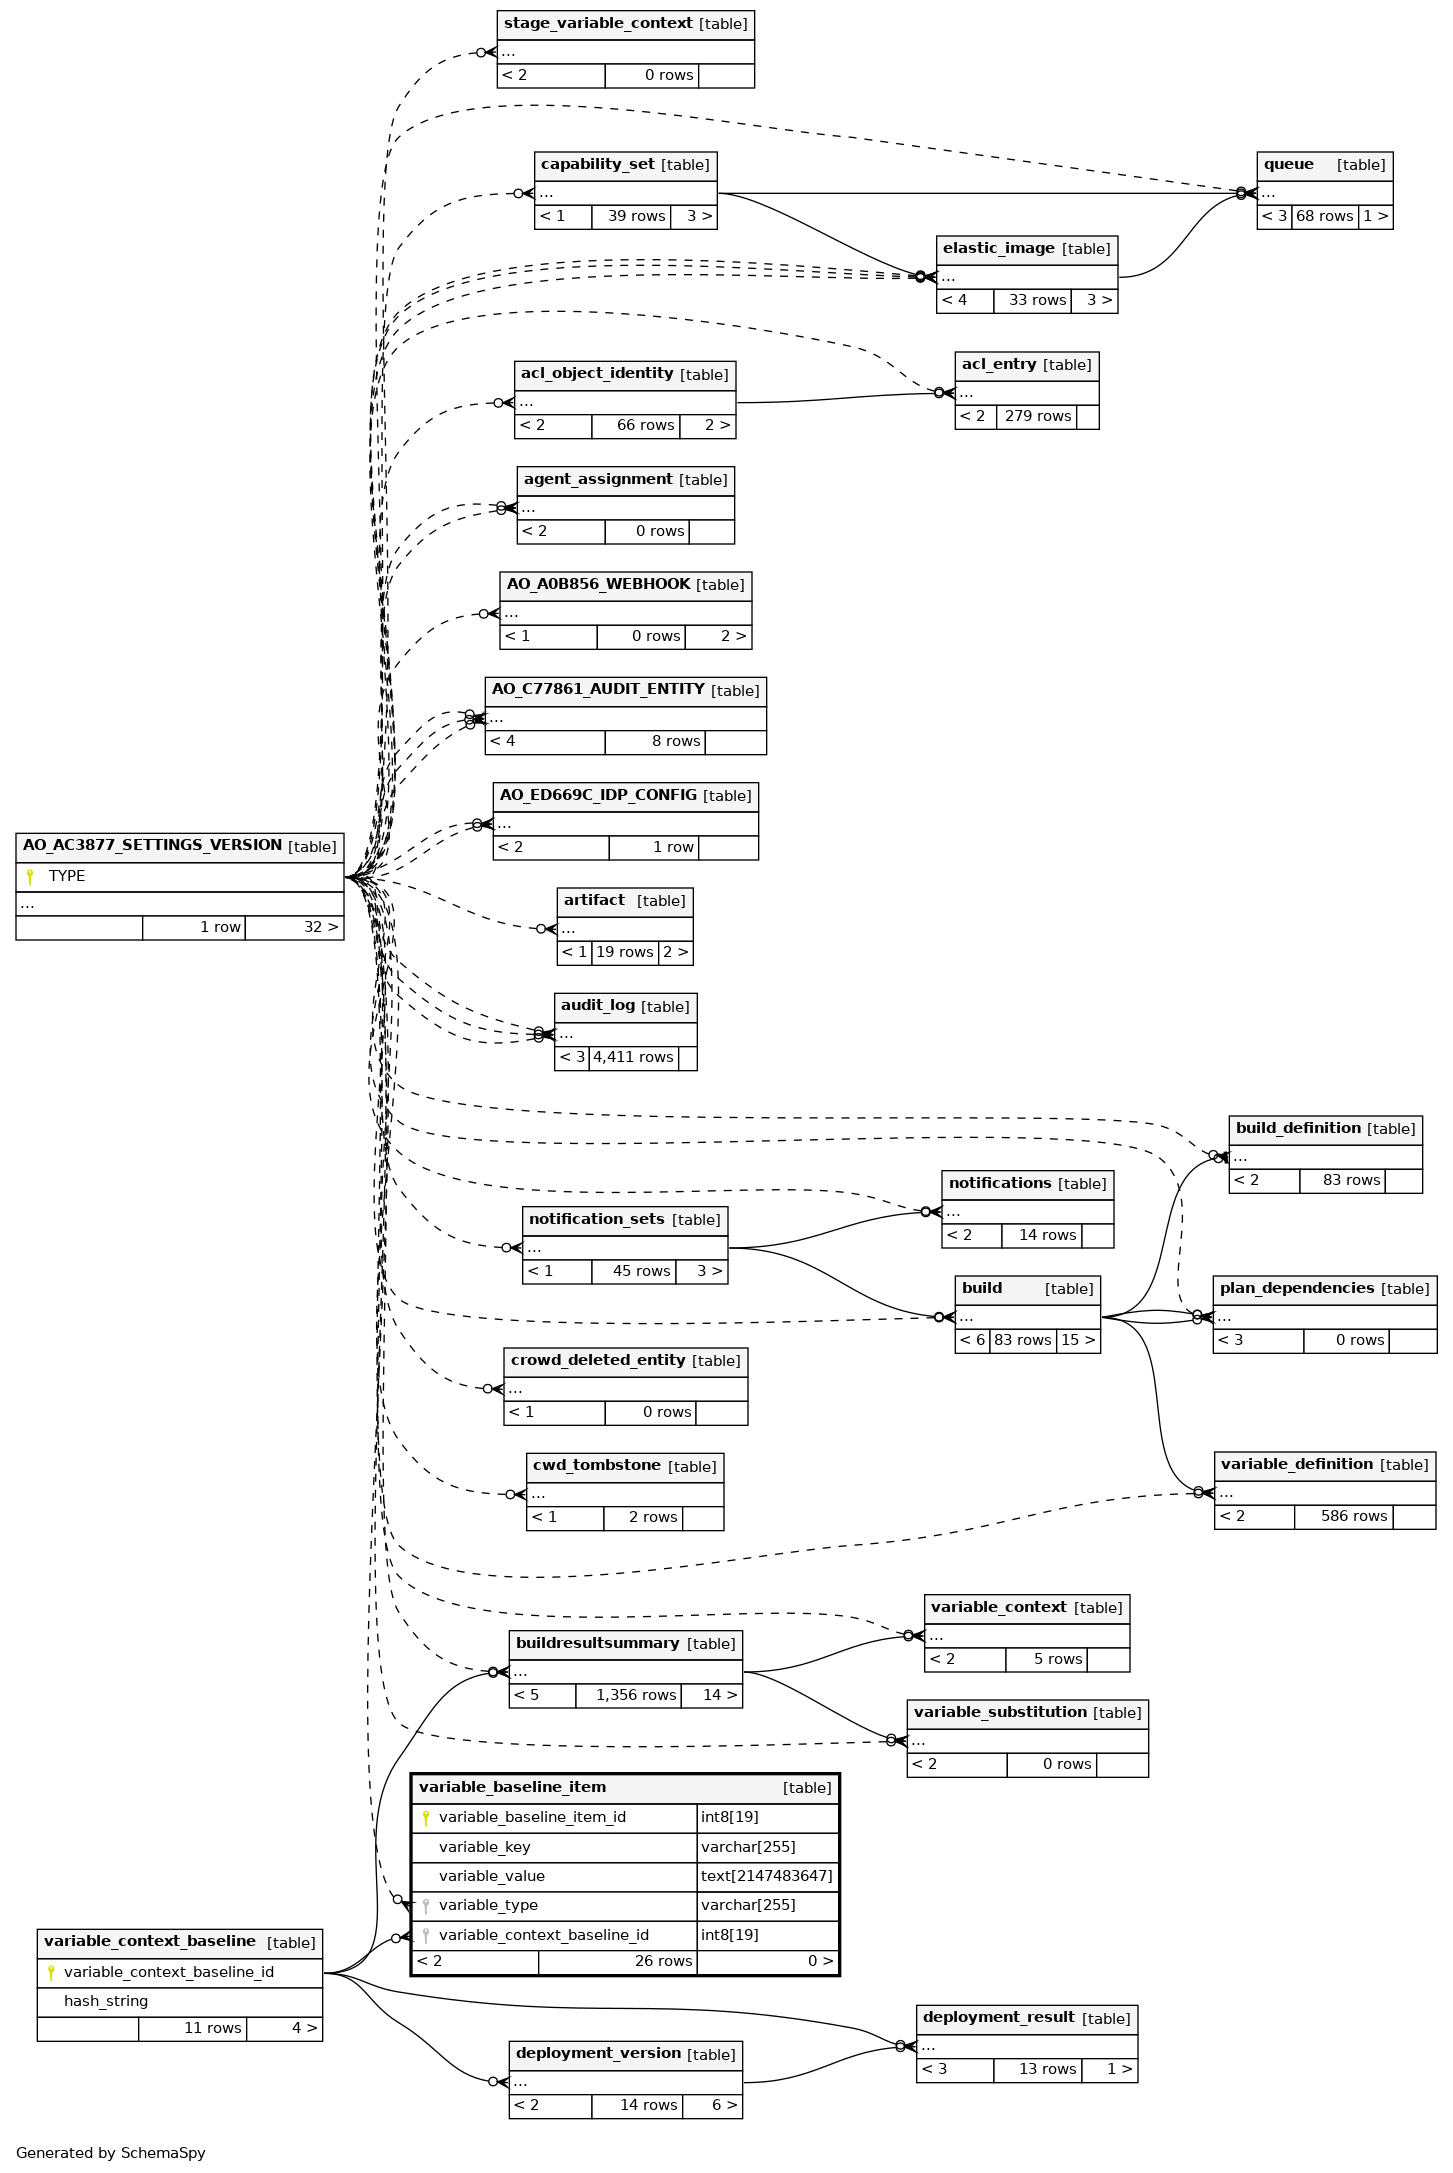 stage_variable_context [table]
...
< 2 0 rows
capability_set [table]
...
< 1 39 rows 3 >
queue [table]
...
< 3 68 rows 1 >
elastic_image [table]
...
< 4 33 rows 3 >
acl_entry [table]
...
< 2 279 rows
acl_object_identity [table]
...
< 2 66 rows 2 >
agent_assignment [table]
...
< 2 0 rows
AO_A0B856_WEBHOOK [table]
...
< 1 0 rows 2 >
AO_C77861_AUDIT_ENTITY [table]
...
< 4 8 rows
AO_ED669C_IDP_CONFIG [table]
...
< 2 1 row
AO_AC3877_SETTINGS_VERSION [table]
TYPE
...
1 row 32 >
artifact [table]
...
< 1 19 rows 2 >
audit_log [table]
...
< 3 4,411 rows
build_definition [table]
...
< 2 83 rows
notifications [table]
...
< 2 14 rows
notification_sets [table]
...
< 1 45 rows 3 >
build [table]
...
< 6 83 rows 15 >
plan_dependencies [table]
...
< 3 0 rows
crowd_deleted_entity [table]
...
< 1 0 rows
cwd_tombstone [table]
...
< 1 2 rows
variable_definition [table]
...
< 2 586 rows
variable_context [table]
...
< 2 5 rows
buildresultsummary [table]
...
< 5 1,356 rows 14 >
variable_substitution [table]
...
< 2 0 rows
variable_baseline_item [table]
variable_baseline_item_id int8[19]
variable_key varchar[255]
variable_value text[2147483647]
variable_type varchar[255]
variable_context_baseline_id int8[19]
< 2 26 rows 0 >
variable_context_baseline [table]
variable_context_baseline_id
hash_string
11 rows 4 >
deployment_result [table]
...
< 3 13 rows 1 >
deployment_version [table]
...
< 2 14 rows 6 >
Generated by SchemaSpy